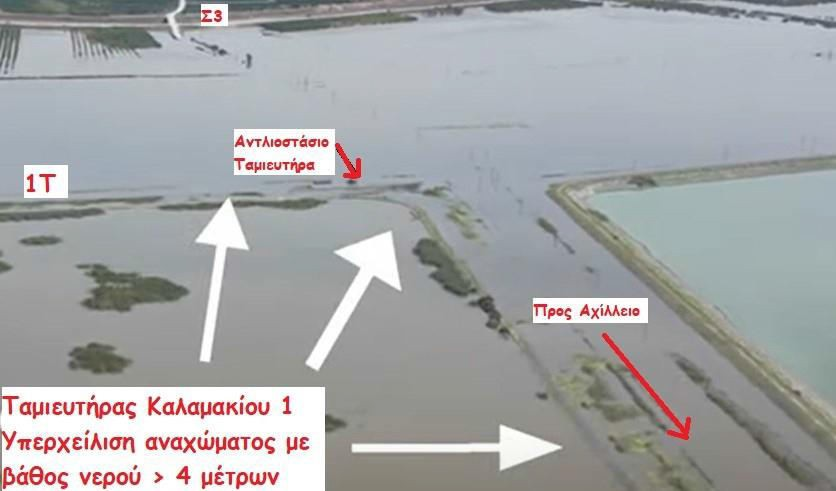 Σ3
Αντλιοστάσιο
Ταμιευτήρα
1Τ
Προς Αχίλλειο
Ταμιευτήρας Καλαμακίου 1
Υπερχείλιση αναχώματος με
βάθος νερού > 4 μέτρων